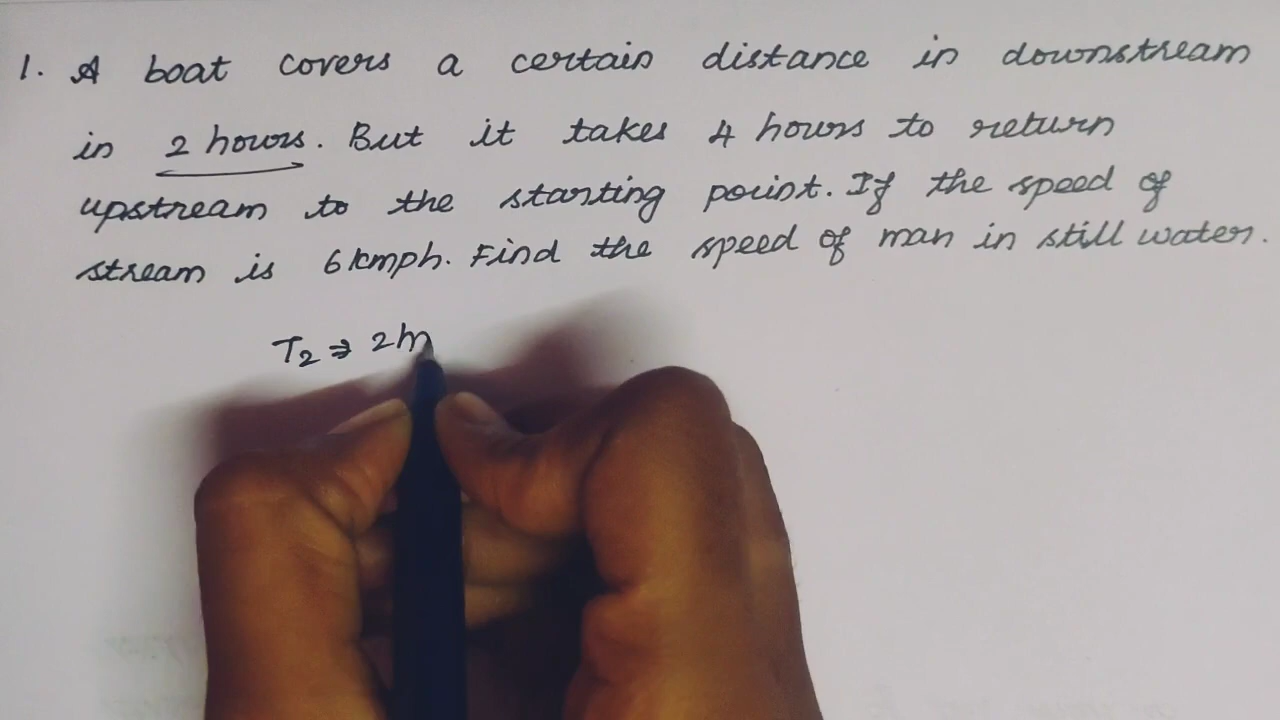 1. A boat covers a certain distance in downstream
in 2 hours. But it takes 4 hours to return
upstream to the starting point. If the speed of
stream is 6kmph. Find the speed of man in still water.
T2 ⇒ 2h